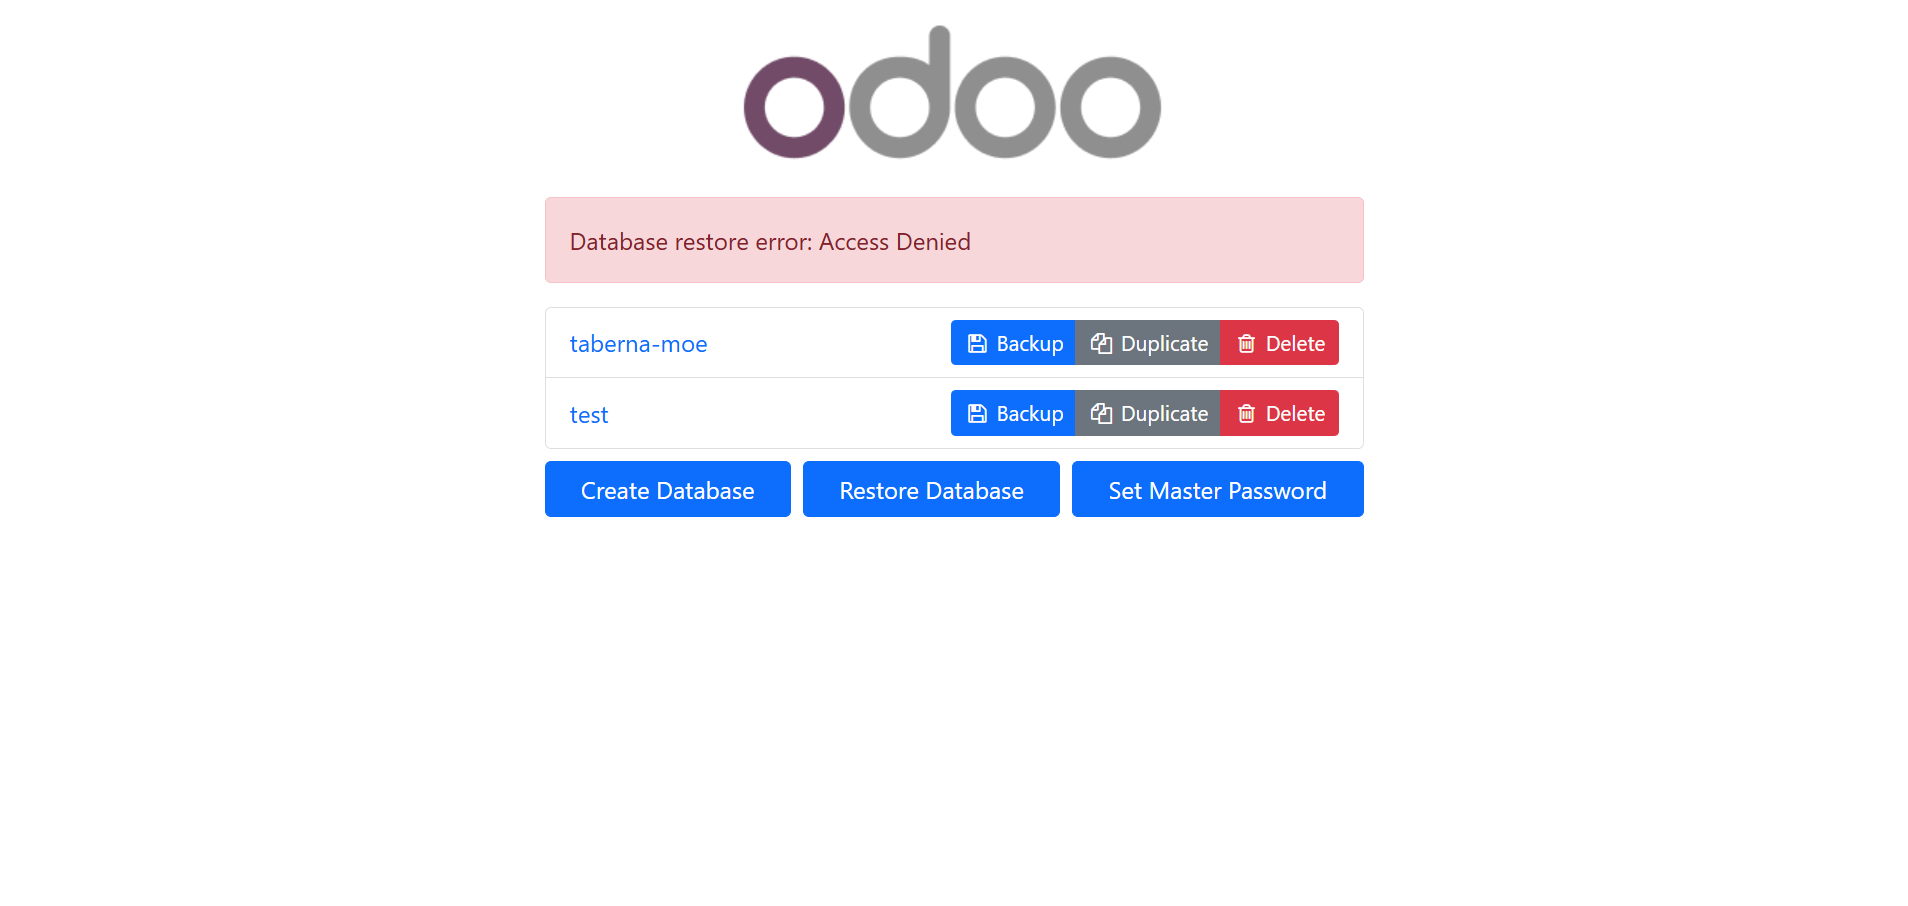 odoo
Database restore error: Access Denied
taberna-moe Backup Duplicate Delete
test Backup Duplicate Delete
Create Database Restore Database Set Master Password